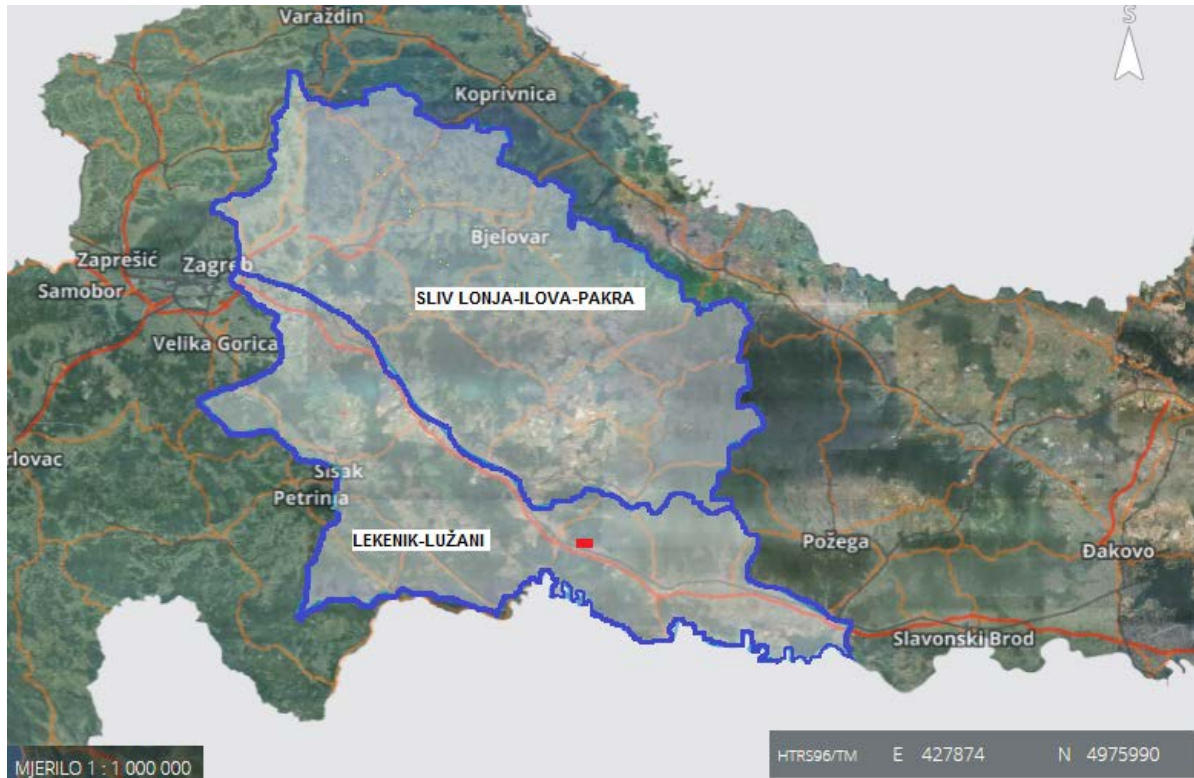 S
Varaždin
Koprivnica
Bjelovar
Zaprešić
Zagreb
Samobor
SLIV LONJA-ILOVA-PAKRA
Velika Gorica
rlovac
Sisak
Petrinja
LEKENIK-LUŽANI
Požega
Đakovo
Slavonski Brod
MJERILO 1 : 1 000 000
HTRS96/TM E 427874 N 4975990